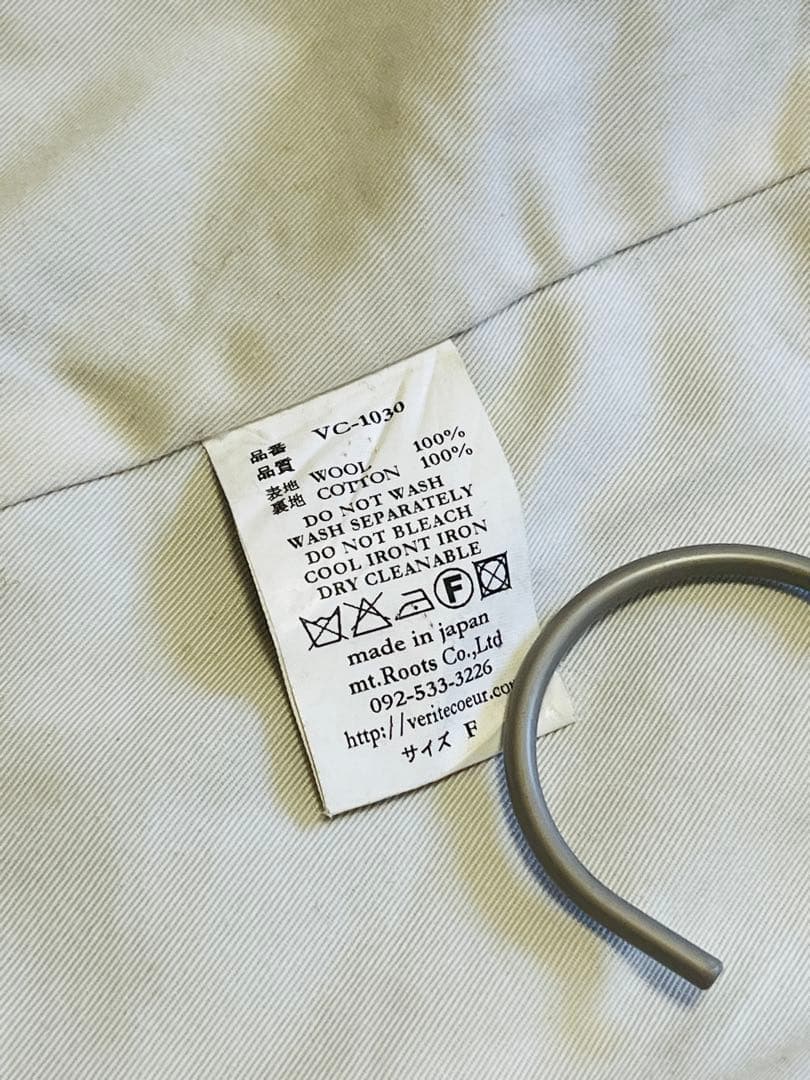 品番 VC-1030
品質
表地 WOOL 100%
裏地 COTTON 100%
DO NOT WASH
WASH SEPARATELY
DO NOT BLEACH
COOL IRONT IRON
DRY CLEANABLE
F
made in japan
mt.Roots Co.,Ltd
092-533-3226
http://veritecoeur.co
サイズ F